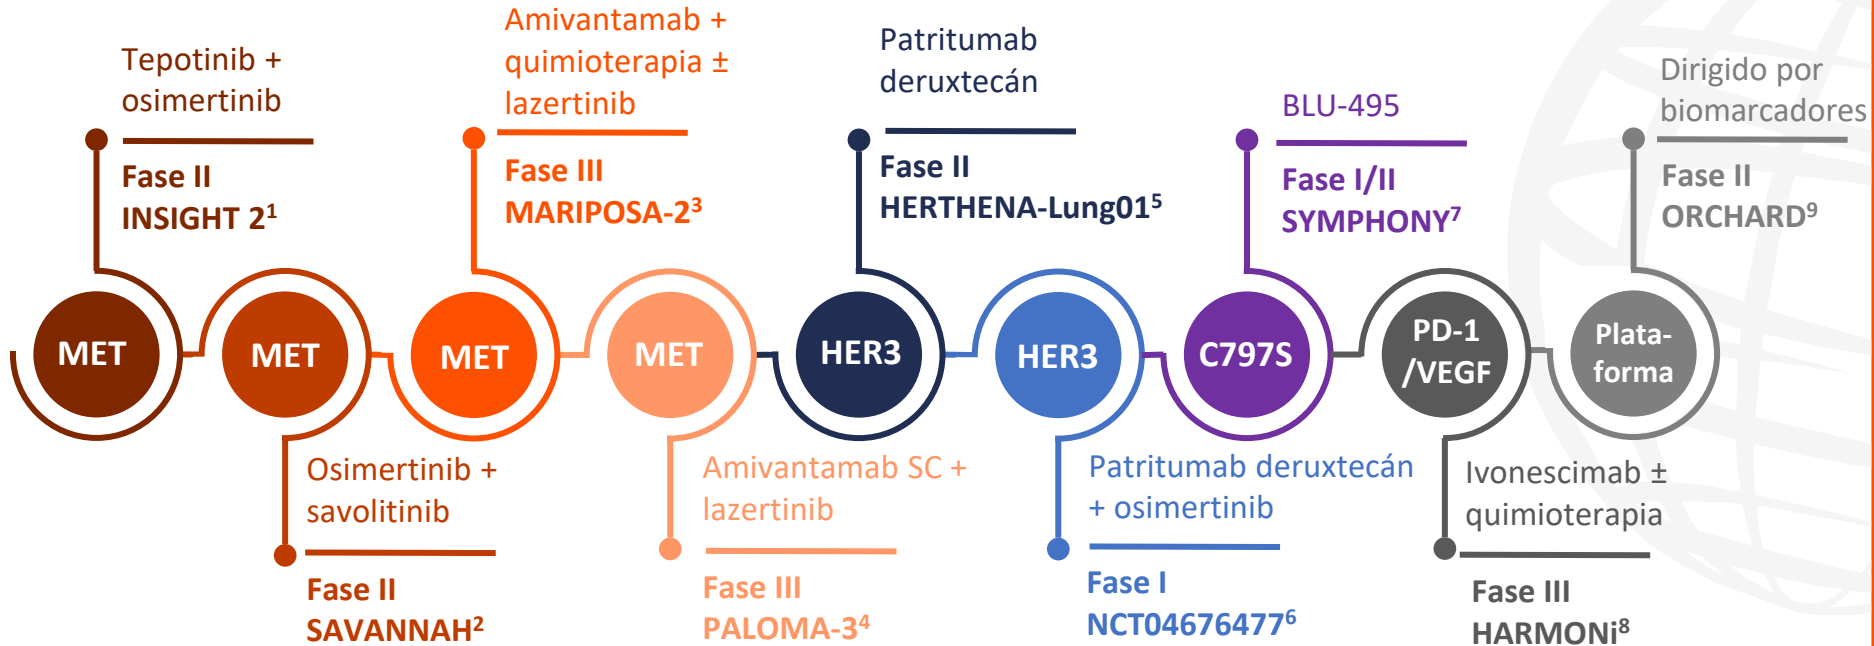 Tepotinib +
osimertinib
Fase II
INSIGHT 2¹
MET
MET
Osimertinib +
savolitinib
Fase II
SAVANNAH²
Amivantamab +
quimioterapia ±
lazertinib
Fase III
MARIPOSA-2³
MET
MET
Amivantamab SC +
lazertinib
Fase III
PALOMA-3⁴
Patritumab
deruxtecán
Fase II
HERTHENA-Lung01⁵
HER3
HER3
Patritumab deruxtecán
+ osimertinib
Fase I
NCT04676477⁶
BLU-495
Fase I/II
SYMPHONY⁷
C797S
PD-1
/VEGF
Ivonescimab ±
quimioterapia
Fase III
HARMONi⁸
Dirigido por
biomarcadores
Fase II
ORCHARD⁹
Plata-
forma